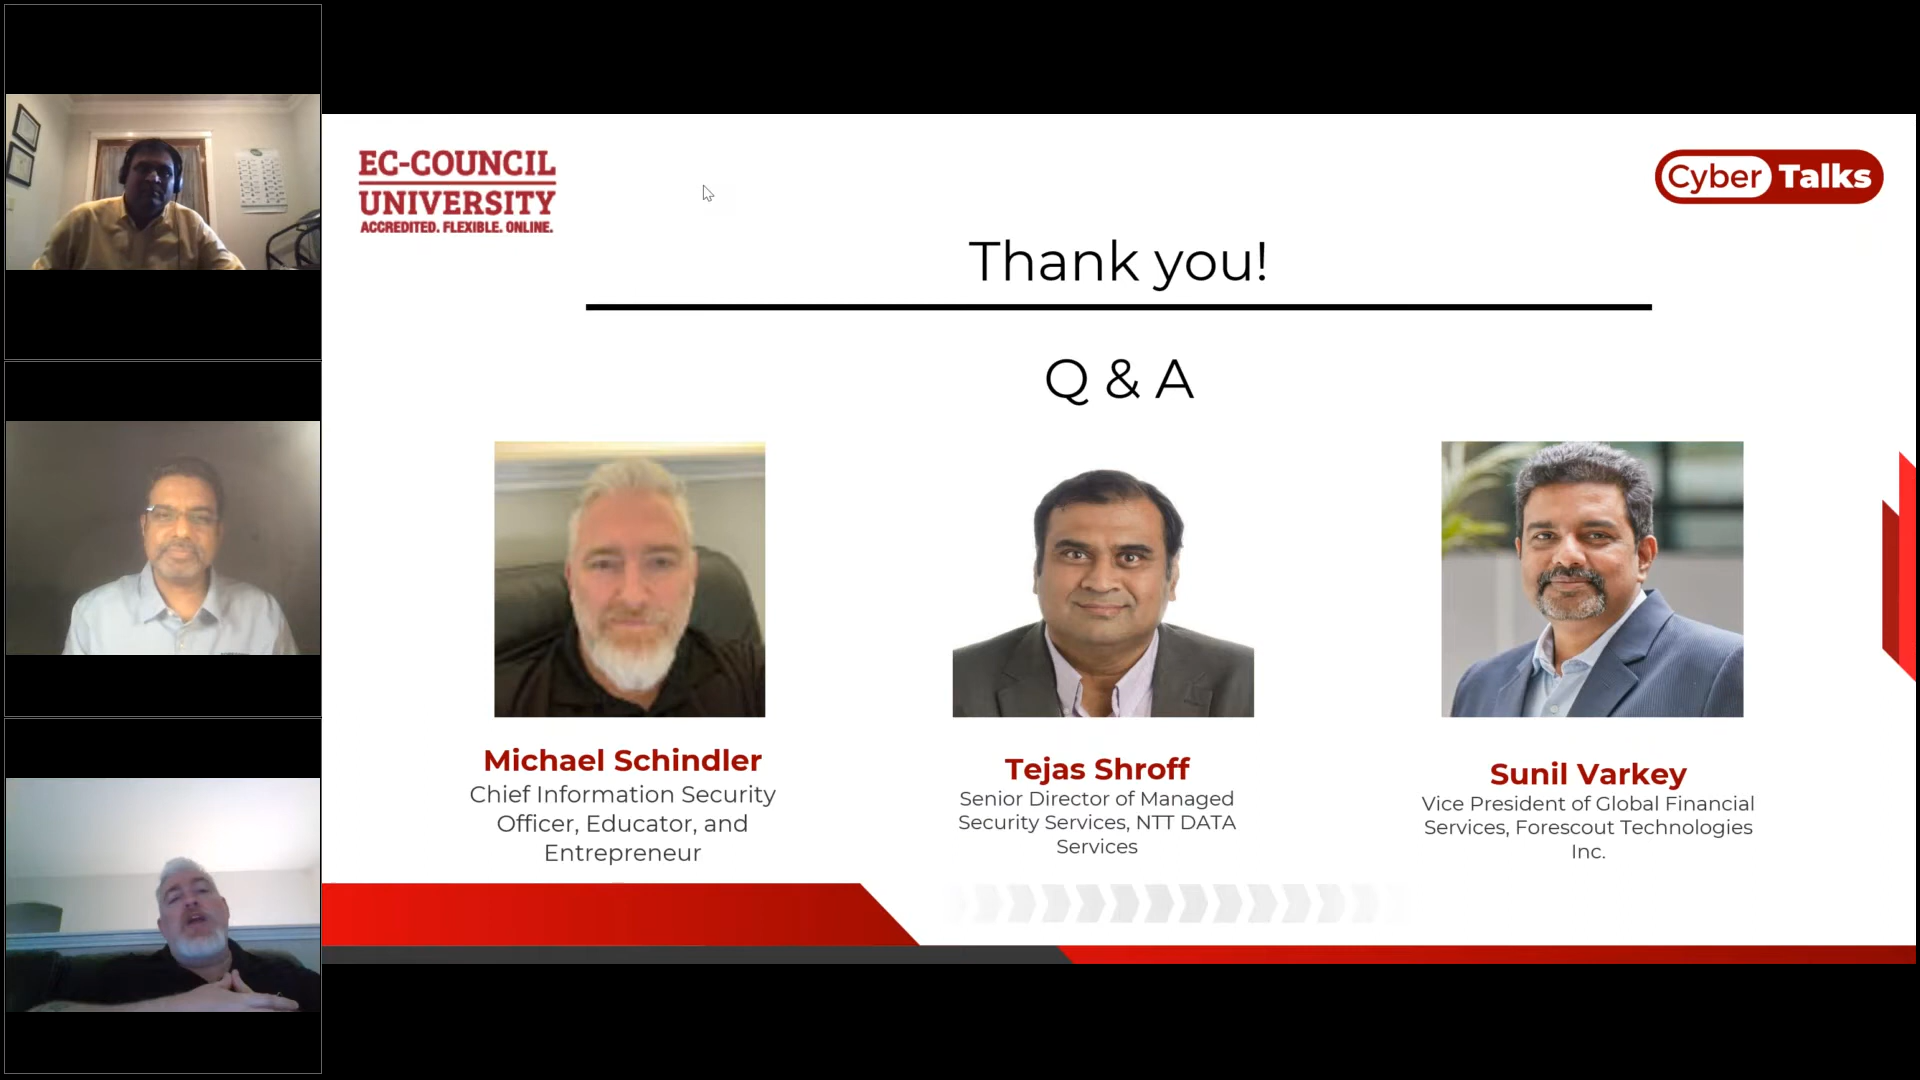 EC-COUNCIL
UNIVERSITY
ACCREDITED. FLEXIBLE. ONLINE.
Cyber Talks
Thank you!
Q & A
Michael Schindler
Chief Information Security
Officer, Educator, and
Entrepreneur
Tejas Shroff
Senior Director of Managed
Security Services, NTT DATA
Services
Sunil Varkey
Vice President of Global Financial
Services, Forescout Technologies
Inc.